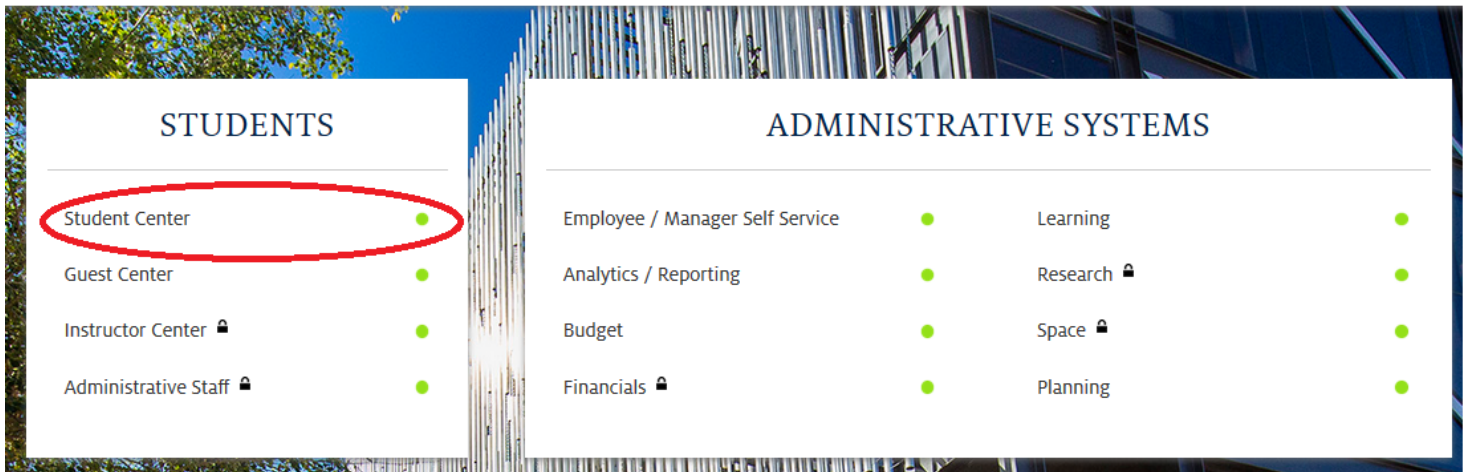 STUDENTS
Student Center
Guest Center
Instructor Center
Administrative Staff
ADMINISTRATIVE SYSTEMS
Employee / Manager Self Service
Analytics / Reporting
Budget
Financials
Learning
Research
Space
Planning